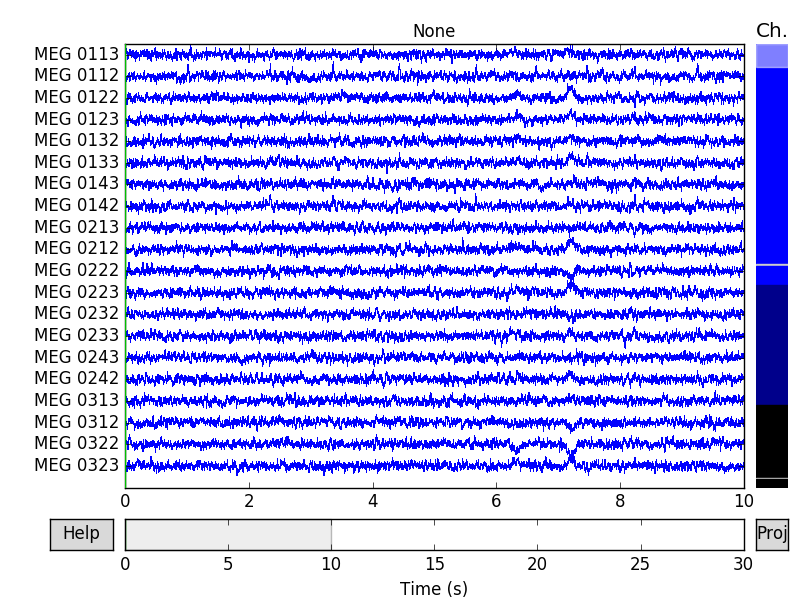 None
Ch.
MEG 0113
MEG 0112
MEG 0122
MEG 0123
MEG 0132
MEG 0133
MEG 0143
MEG 0142
MEG 0213
MEG 0212
MEG 0222
MEG 0223
MEG 0232
MEG 0233
MEG 0243
MEG 0242
MEG 0313
MEG 0312
MEG 0322
MEG 0323
0 2 4 6 8 10
Help
Proj
0 5 10 15 20 25 30
Time (s)